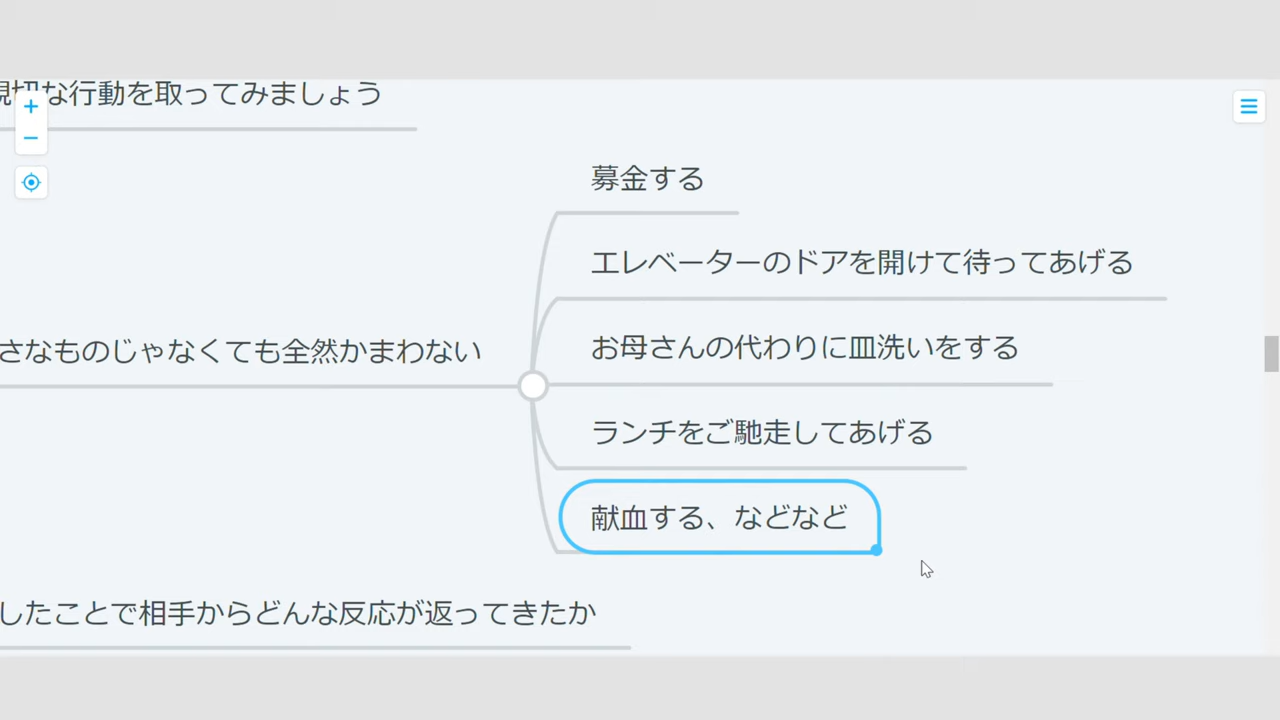 親切な行動を取ってみましょう
募金する
エレベーターのドアを開けて待ってあげる
さなものじゃなくても全然かまわない
お母さんの代わりに皿洗いをする
ランチをご馳走してあげる
献血する、などなど
したことで相手からどんな反応が返ってきたか